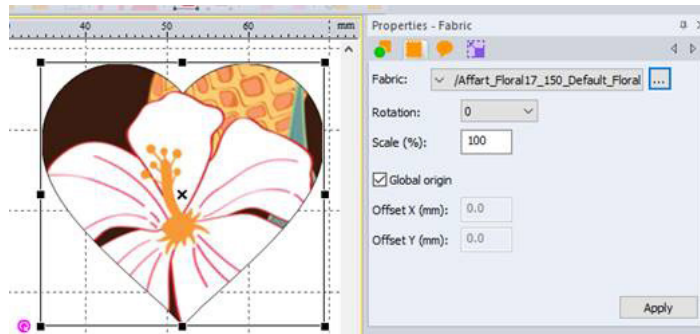 40 50 60 70 mm
Properties - Fabric
Fabric: /Affart_Floral17_150_Default_Floral ...
Rotation: 0
Scale (%): 100
Global origin
Offset X (mm): 0.0
Offset Y (mm): 0.0
Apply